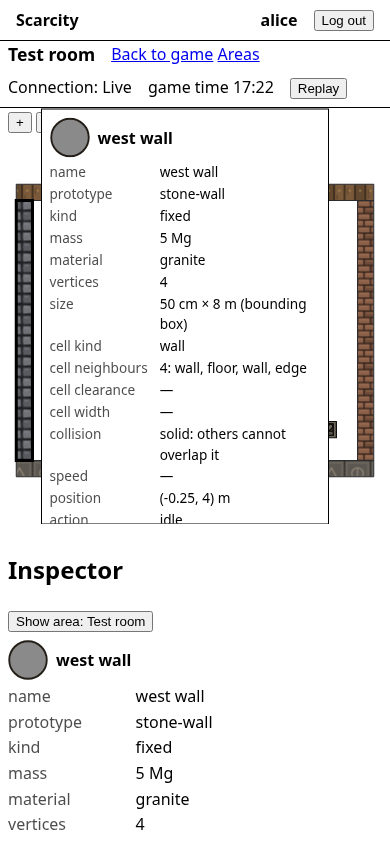 Scarcity alice Log out
Test room Back to game Areas
Connection: Live game time 17:22 Replay
+
west wall
name west wall
prototype stone-wall
kind fixed
mass 5 Mg
material granite
vertices 4
size 50 cm × 8 m (bounding
box)
cell kind wall
cell neighbours 4: wall, floor, wall, edge
cell clearance —
cell width —
collision solid: others cannot
overlap it
speed —
position (-0.25, 4) m
action idle
Inspector
Show area: Test room
west wall
name west wall
prototype stone-wall
kind fixed
mass 5 Mg
material granite
vertices 4